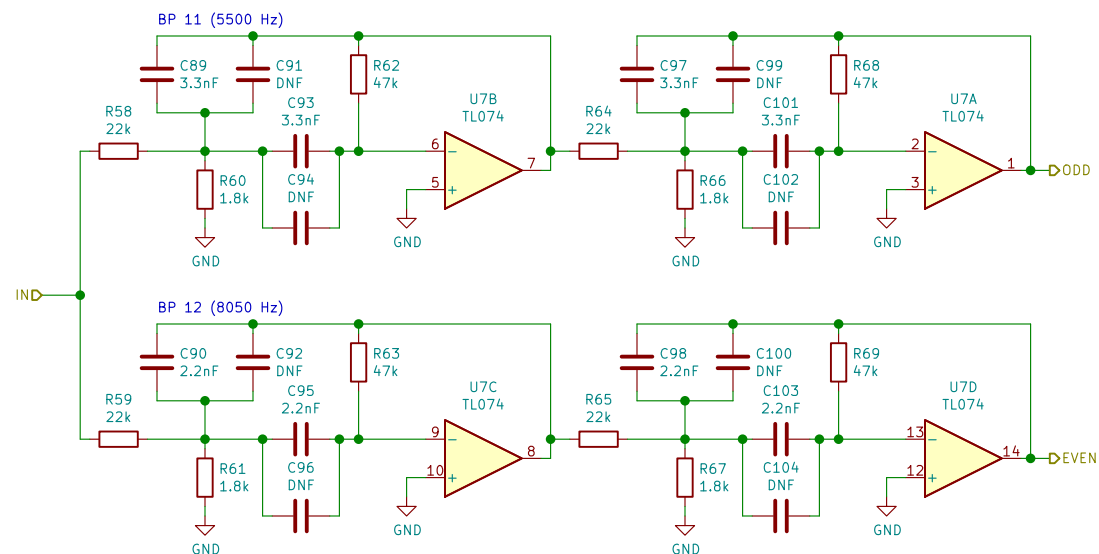 BP 11 (5500 Hz)
C89
3.3nF
C91
DNF
R62
47k
C97
3.3nF
C99
DNF
R68
47k
R58
22k
C93
3.3nF
U7B
TL074
R64
22k
C101
3.3nF
U7A
TL074
6
7
5
2
1
3
ODD
R60
1.8k
C94
DNF
R66
1.8k
C102
DNF
GND
GND
GND
GND
IN
BP 12 (8050 Hz)
C90
2.2nF
C92
DNF
R63
47k
C98
2.2nF
C100
DNF
R69
47k
R59
22k
C95
2.2nF
U7C
TL074
R65
22k
C103
2.2nF
U7D
TL074
9
8
10
13
14
12
EVEN
R61
1.8k
C96
DNF
R67
1.8k
C104
DNF
GND
GND
GND
GND